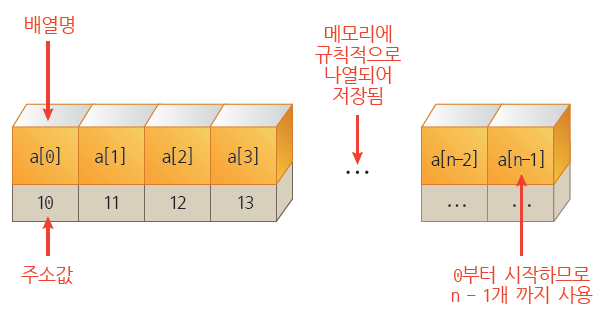 배열명
메모리에
규칙적으로
나열되어
저장됨
a[0] a[1] a[2] a[3] ... a[n-2] a[n-1]
10 11 12 13 ... ...
주소값
0부터 시작하므로
n - 1개 까지 사용